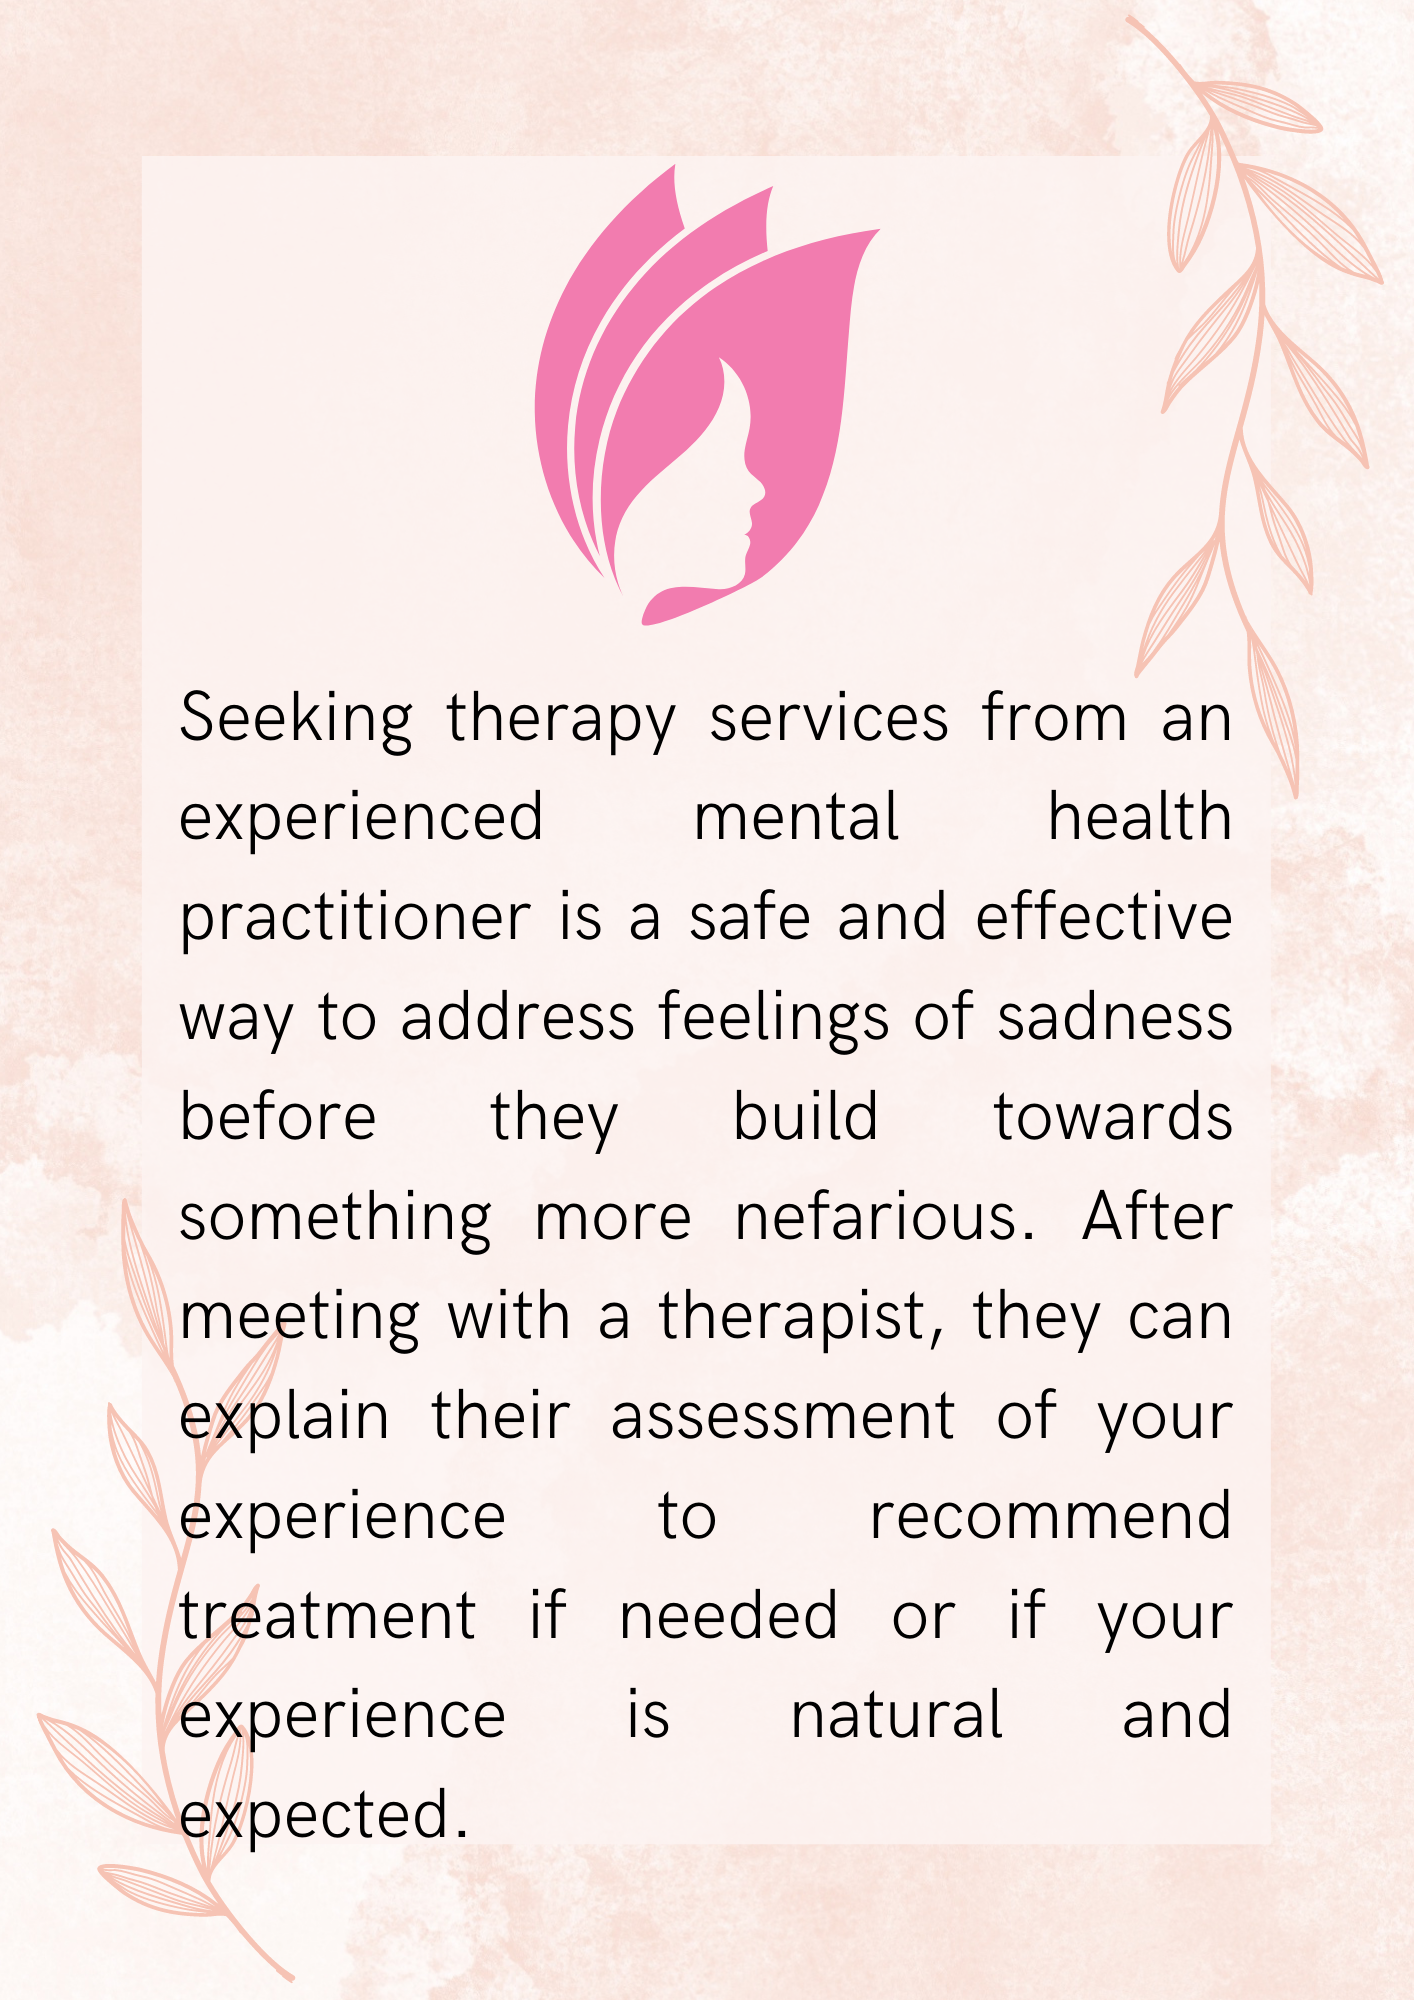 Seeking therapy services from an
experienced mental health
practitioner is a safe and effective
way to address feelings of sadness
before they build towards
something more nefarious. After
meeting with a therapist, they can
explain their assessment of your
experience to recommend
treatment if needed or if your
experience is natural and
expected.